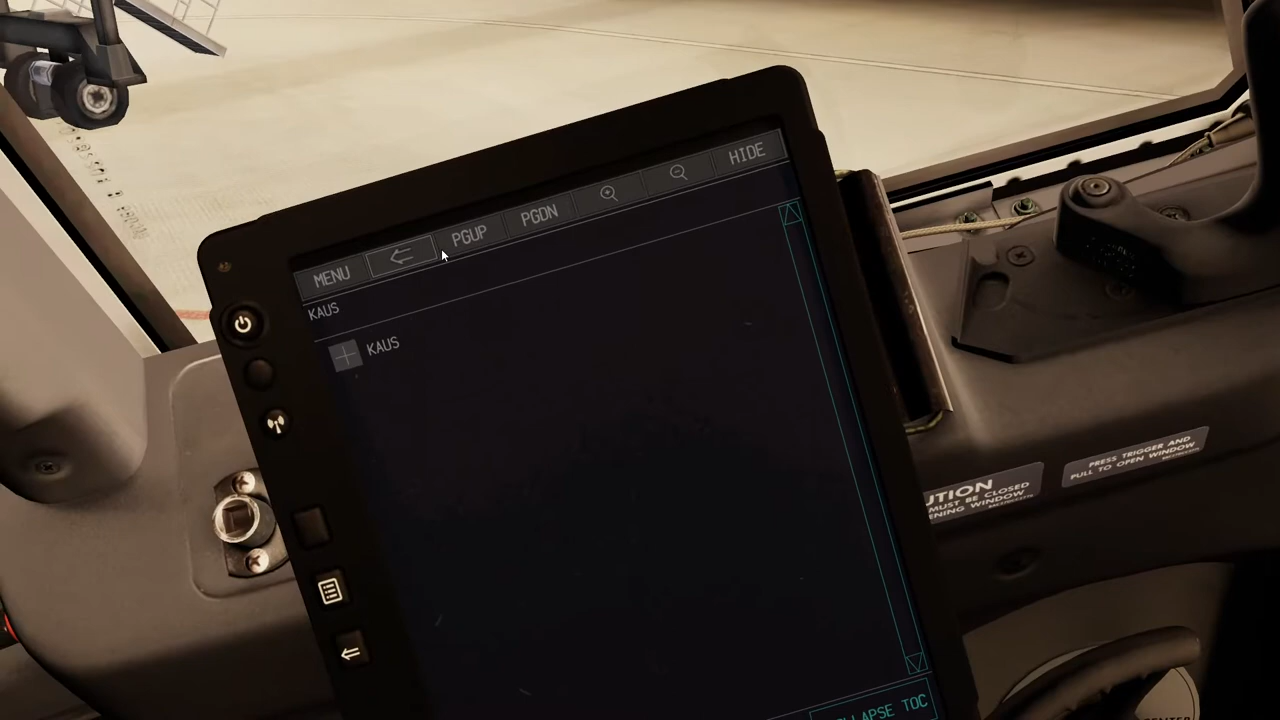 MENU PGUP PGDN HIDE
KAUS
KAUS
PRESS TRIGGER AND
PULL TO OPEN WINDOW
UTION
MUST BE CLOSED
ENING WINDOW
LLAPSE TOC